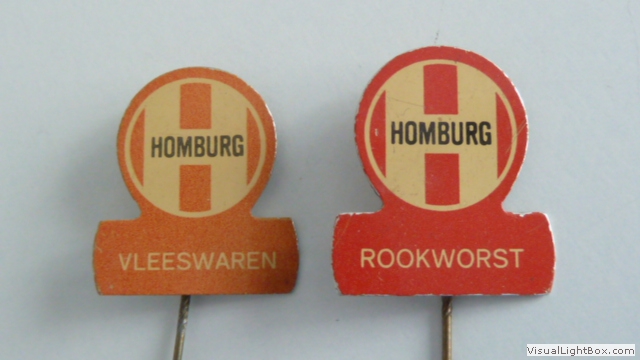 HOMBURG
VLEESWAREN
HOMBURG
ROOKWORST
VisualLightBox.com